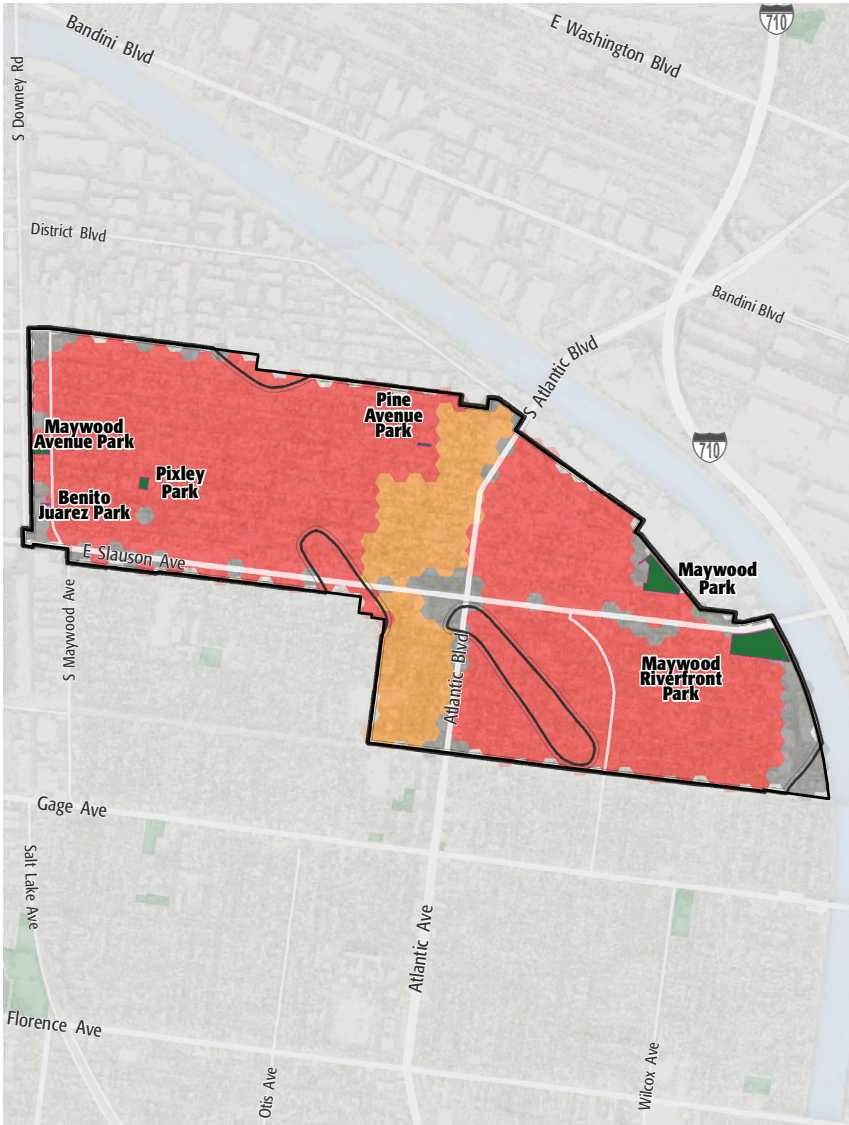 710
E Washington Blvd
Bandini Blvd
S Downey Rd
District Blvd
Bandini Blvd
S Atlantic Blvd
710
Pine
Avenue
Park
Maywood
Avenue Park
Pixley
Park
Benito
Juarez Park
E Slauson Ave
Maywood
Park
S Maywood Ave
Atlantic Blvd
Maywood
Riverfront
Park
Gage Ave
Salt Lake Ave
Atlantic Ave
Florence Ave
Otis Ave
Wilcox Ave